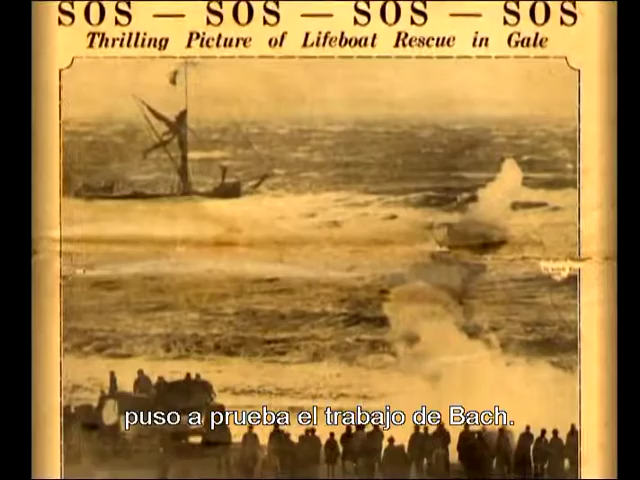 SOS — SOS — SOS — SOS
Thrilling Picture of Lifeboat Rescue in Gale
puso a prueba el trabajo de Bach.